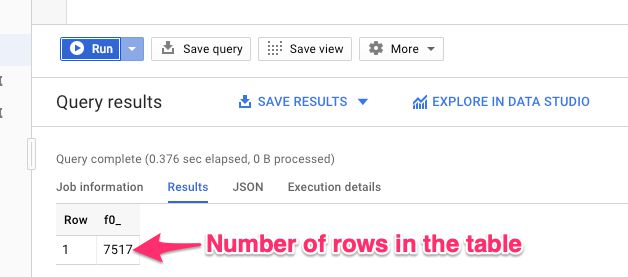 Run Save query Save view More
Query results SAVE RESULTS EXPLORE IN DATA STUDIO
Query complete (0.376 sec elapsed, 0 B processed)
Job information Results JSON Execution details
Row f0_
1 7517 Number of rows in the table